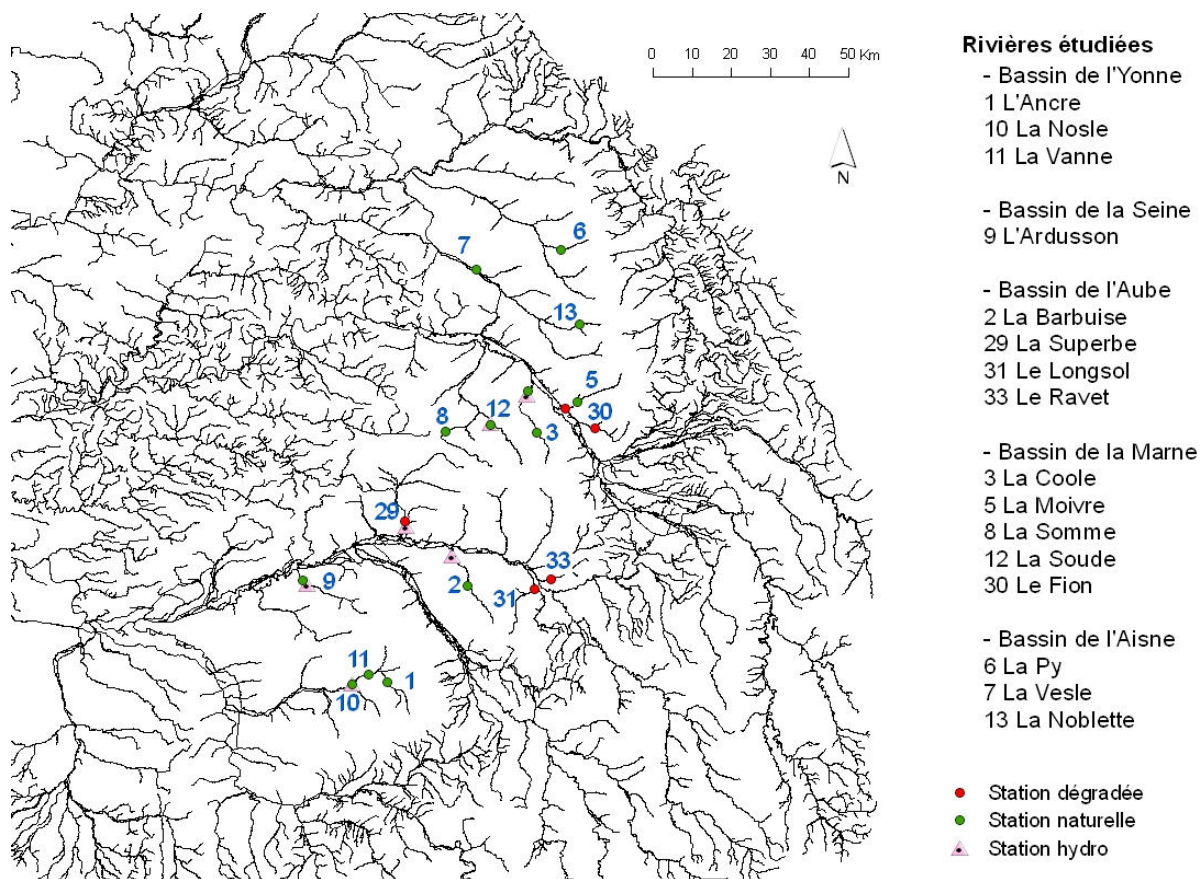 0 10 20 30 40 50 Km
N
6
7
13
5
12
30
8
3
29
33
9
2
31
11
1
10
Rivières étudiées
- Bassin de l'Yonne
1 L'Ancre
10 La Nosle
11 La Vanne
- Bassin de la Seine
9 L'Ardusson
- Bassin de l'Aube
2 La Barbuise
29 La Superbe
31 Le Longsol
33 Le Ravet
- Bassin de la Marne
3 La Coole
5 La Moivre
8 La Somme
12 La Soude
30 Le Fion
- Bassin de l'Aisne
6 La Py
7 La Vesle
13 La Noblette
Station dégradée
Station naturelle
Station hydro